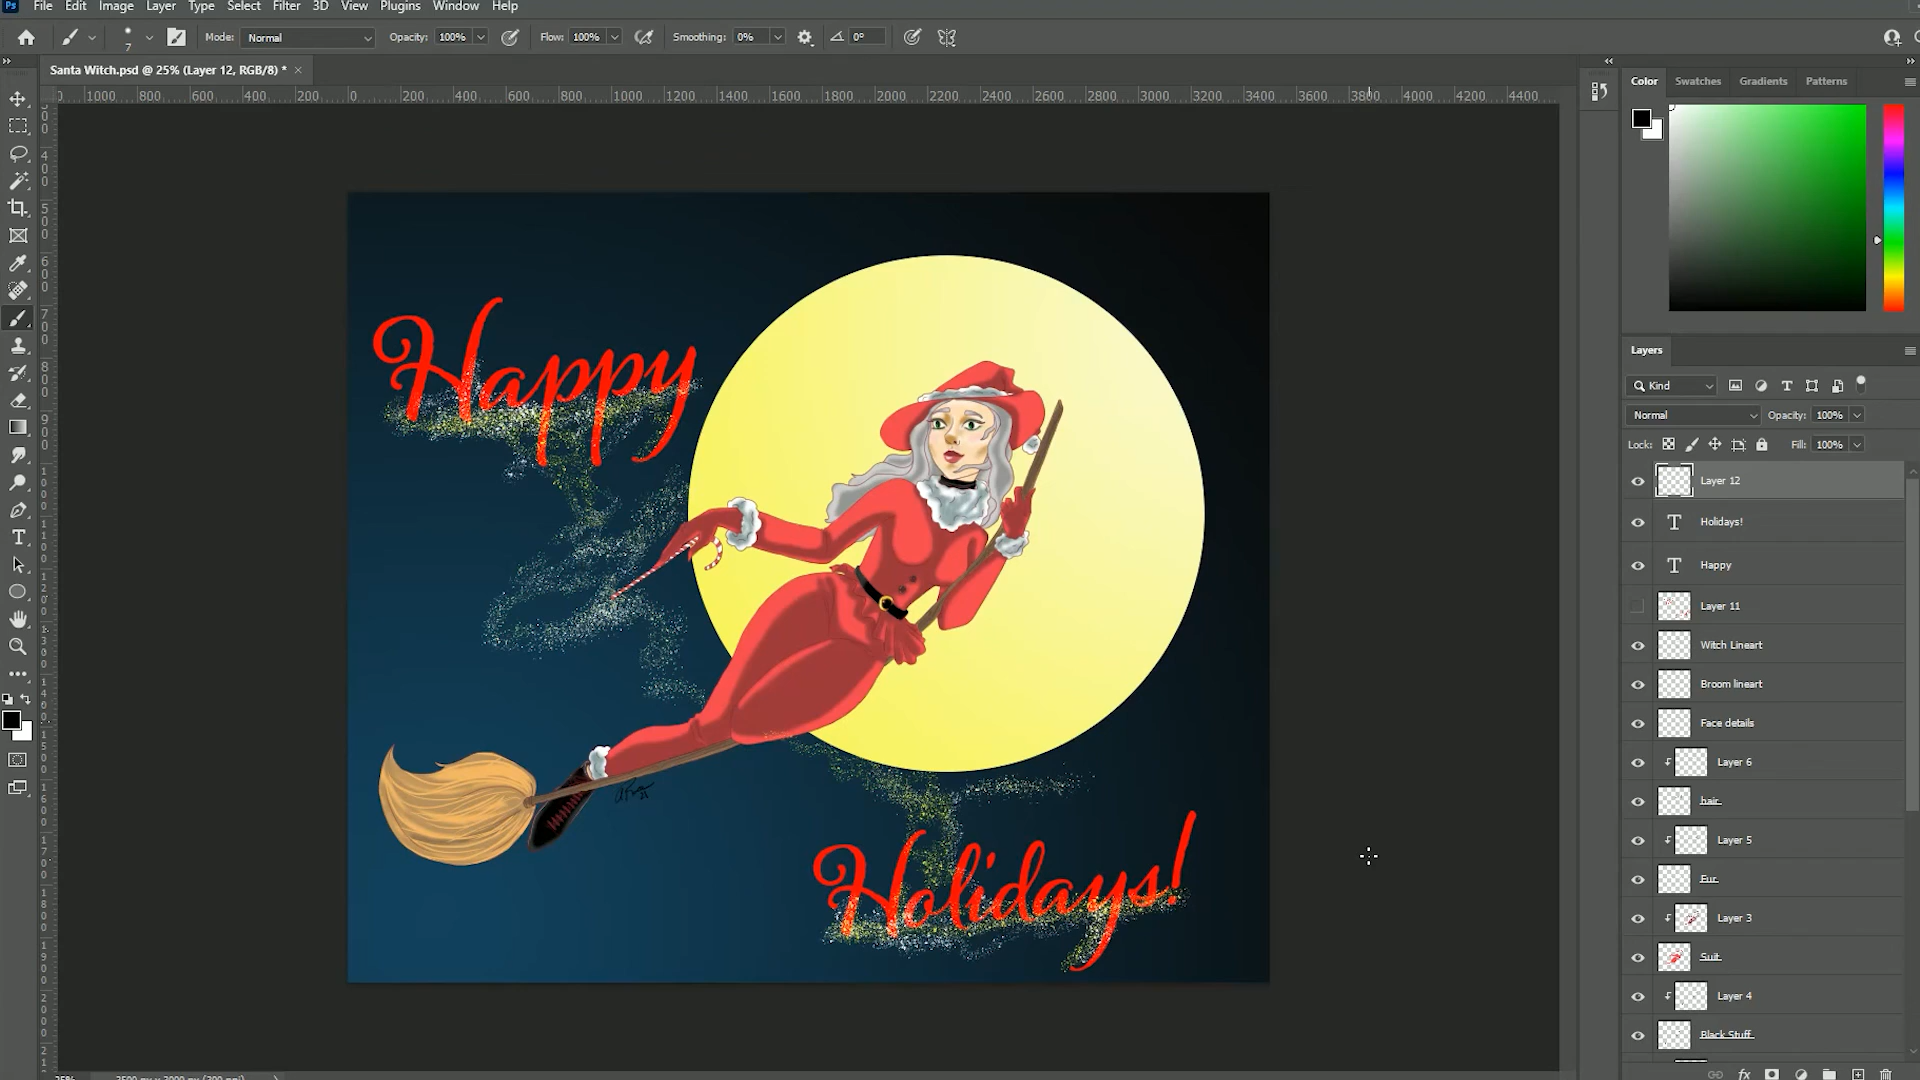 Ps File Edit Image Layer Type Select Filter 3D View Plugins Window Help
7 Mode: Normal Opacity: 100% Flow: 100% Smoothing: 0% 0°
Santa Witch.psd @ 25% (Layer 12, RGB/8) *
1000 800 600 400 200 0 200 400 600 800 1000 1200 1400 1600 1800 2000 2200 2400 2600 2800 3000 3200 3400 3600 3800 4000 4200 4400
Happy
Holidays!
Color Swatches Gradients Patterns
Layers
Kind
Normal Opacity: 100%
Lock: Fill: 100%
Layer 12
Holidays!
Happy
Layer 11
Witch Lineart
Broom lineart
Face details
Layer 6
hair
Layer 5
Fur
Layer 3
Suit
Layer 4
Black Stuff